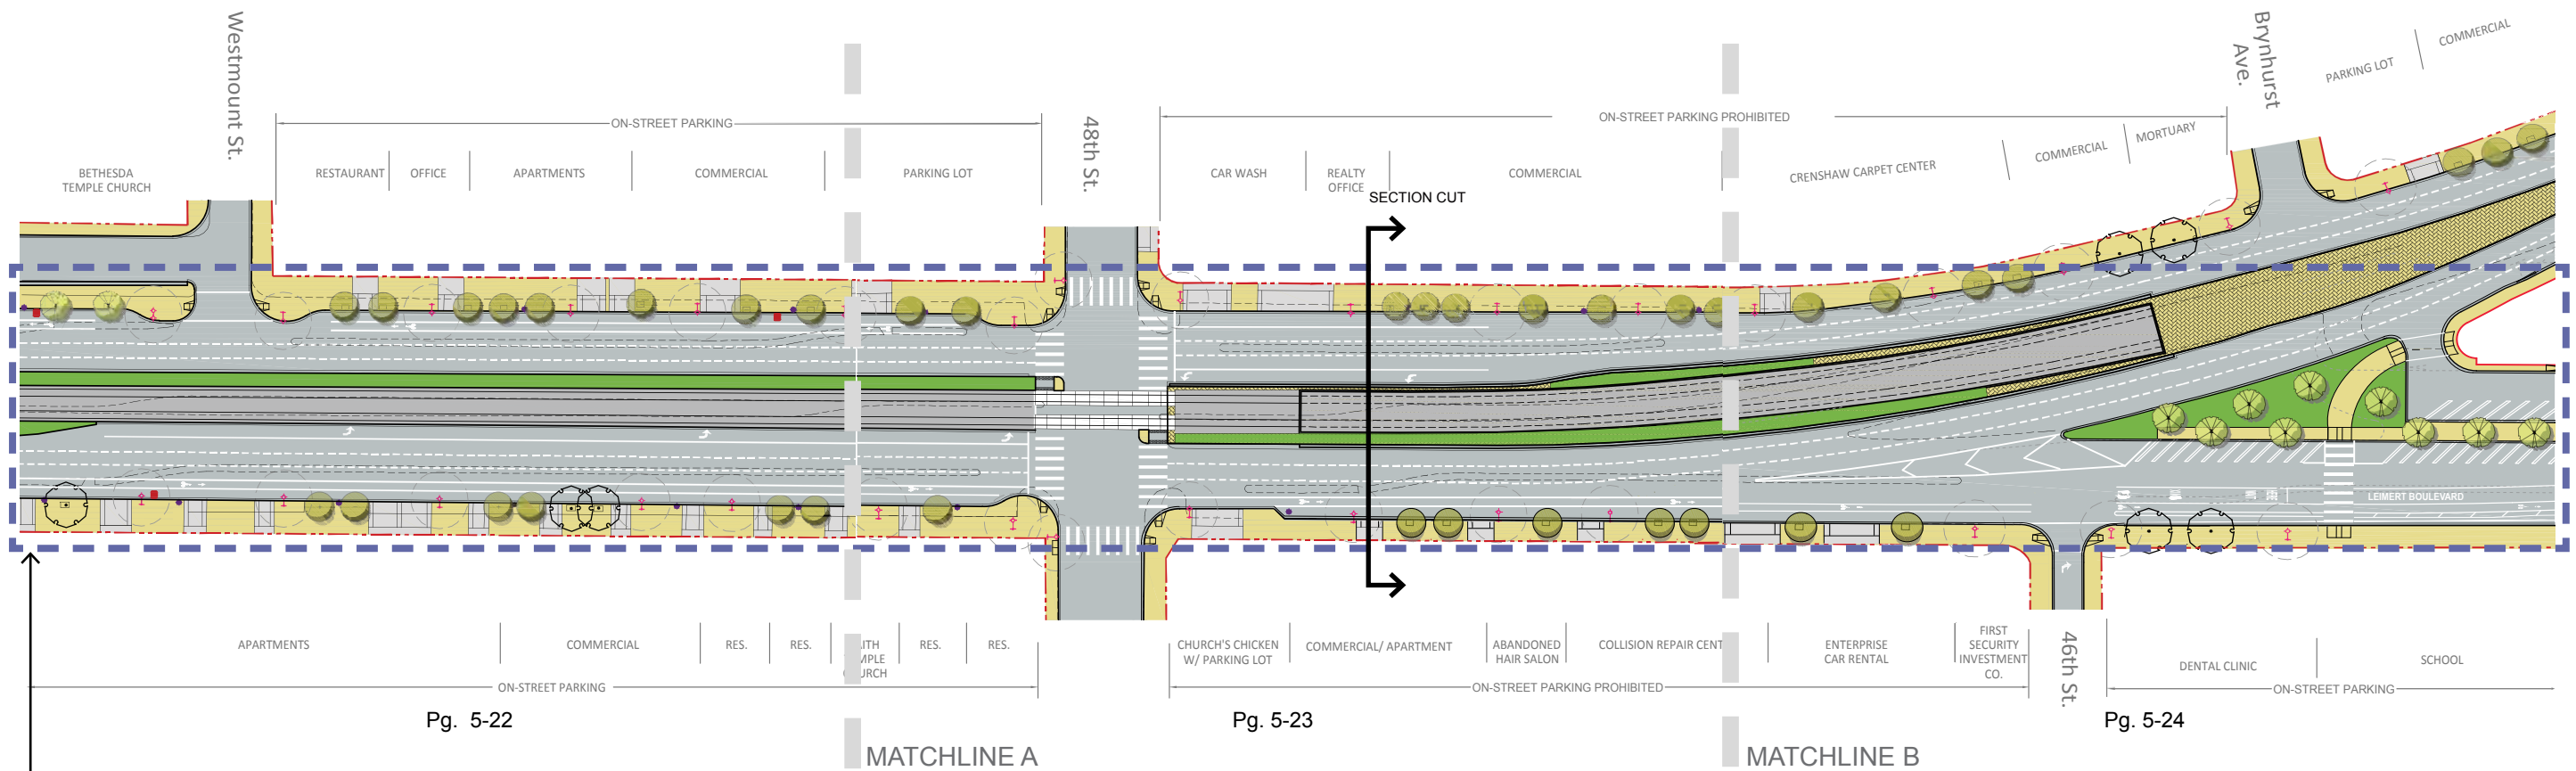 Westmount St.
48th St.
Brynhurst
Ave.
PARKING LOT
COMMERCIAL
ON-STREET PARKING
ON-STREET PARKING PROHIBITED
BETHESDA
TEMPLE CHURCH
RESTAURANT
OFFICE
APARTMENTS
COMMERCIAL
PARKING LOT
CAR WASH
REALTY
OFFICE
COMMERCIAL
CRENSHAW CARPET CENTER
COMMERCIAL
MORTUARY
SECTION CUT
LEIMERT BOULEVARD
APARTMENTS
COMMERCIAL
RES.
RES.
RES.
RES.
CHURCH'S CHICKEN
W/ PARKING LOT
COMMERCIAL/ APARTMENT
ABANDONED
HAIR SALON
COLLISION REPAIR CENT
ENTERPRISE
CAR RENTAL
FIRST
SECURITY
INVESTMENT
CO.
46th St.
DENTAL CLINIC
SCHOOL
ON-STREET PARKING
ON-STREET PARKING PROHIBITED
ON-STREET PARKING
Pg. 5-22
Pg. 5-23
Pg. 5-24
MATCHLINE A
MATCHLINE B